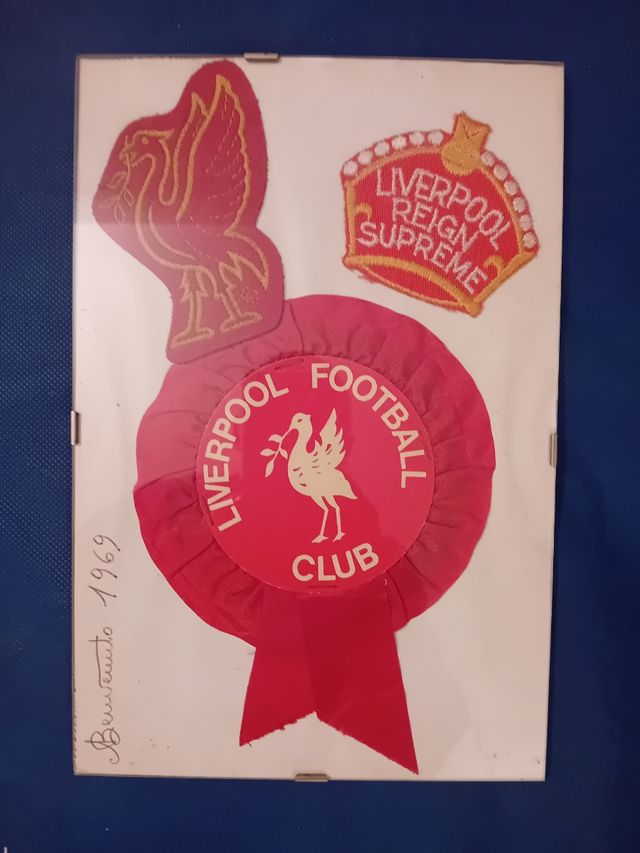 LIVERPOOL
REIGN
SUPREME
LIVERPOOL FOOTBALL
CLUB
Benvenuto 1969